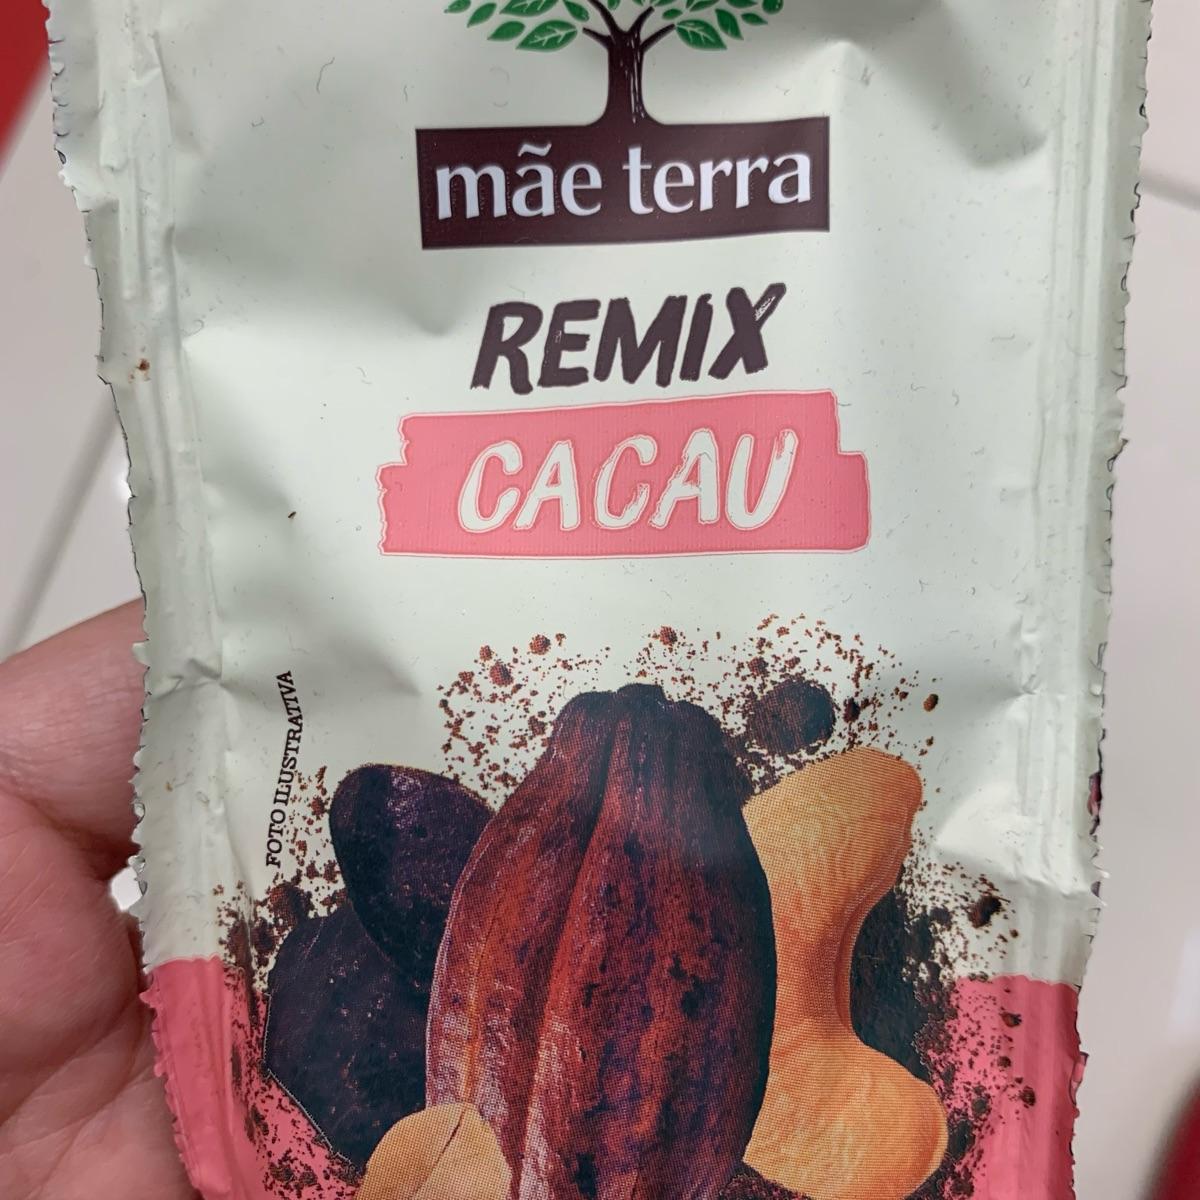 mãe terra
REMIX
CACAU
FOTO ILUSTRATIVA